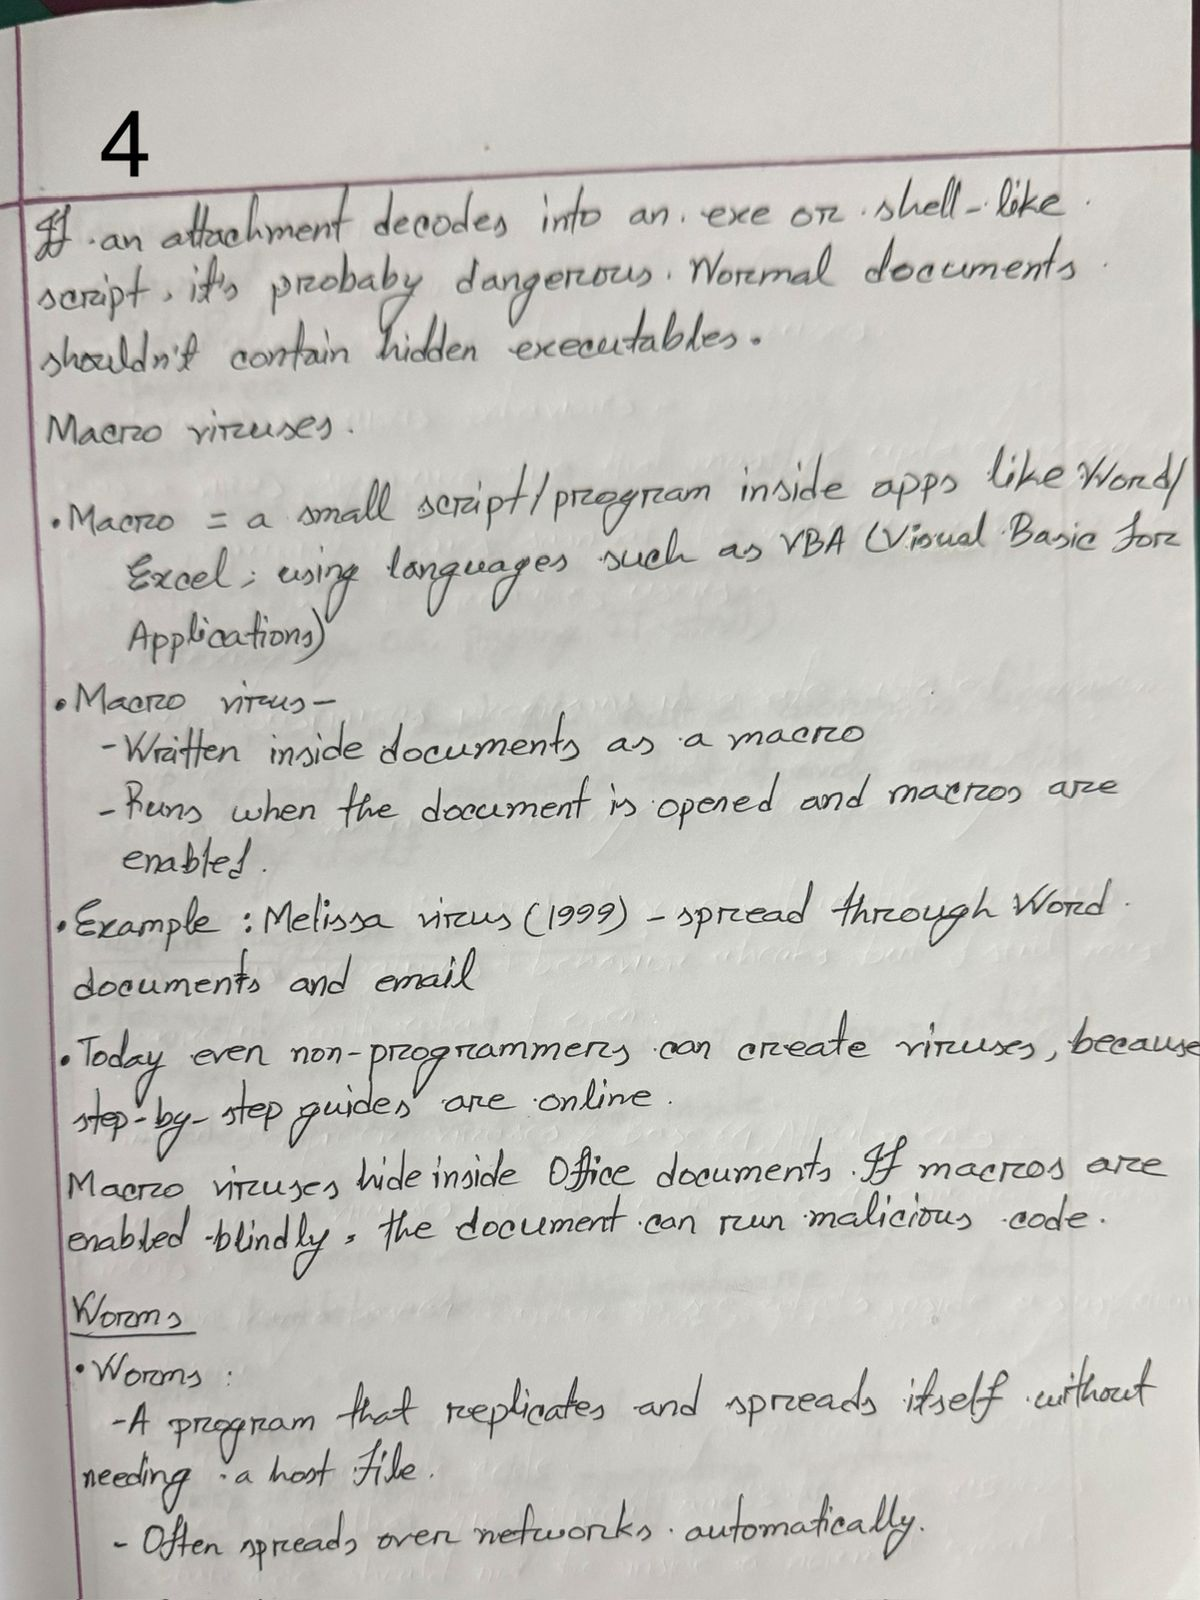 4
If an attachment decodes into an .exe or shell-like
script, it's probaby dangerous. Normal documents
shouldn't contain hidden executables.
Macro viruses.
• Macro = a small script/program inside apps like Word/
Excel, using languages such as VBA (Visual Basic for
Applications)
• Macro virus-
- Written inside documents as a macro
- Runs when the document is opened and macros are
enabled.
• Example : Melissa virus (1999) - spread through Word
documents and email
• Today even non-programmers can create viruses, because
step-by-step guides are online.
Macro viruses hide inside Office documents. If macros are
enabled blindly, the document can run malicious code.
Worms
• Worms :
- A program that replicates and spreads itself without
needing a host file.
- Often spreads over networks automatically.